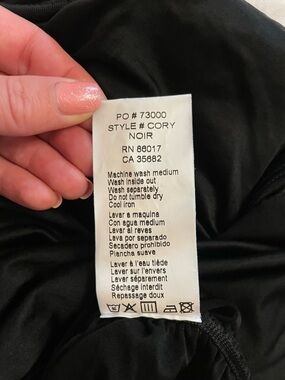 PO # 73000
STYLE # CORY
NOIR
RN 86017
CA 35682
Machine wash medium
Wash inside out
Wash separately
Do not tumble dry
Cool iron
Lavar a maquina
Con agua medium
Lavar al reves
Lava por separado
Secadero prohibido
Plancha suave
Laver à l'eau tiède
Laver sur l'envers
Laver séparement
Séchage interdit
Repassage doux